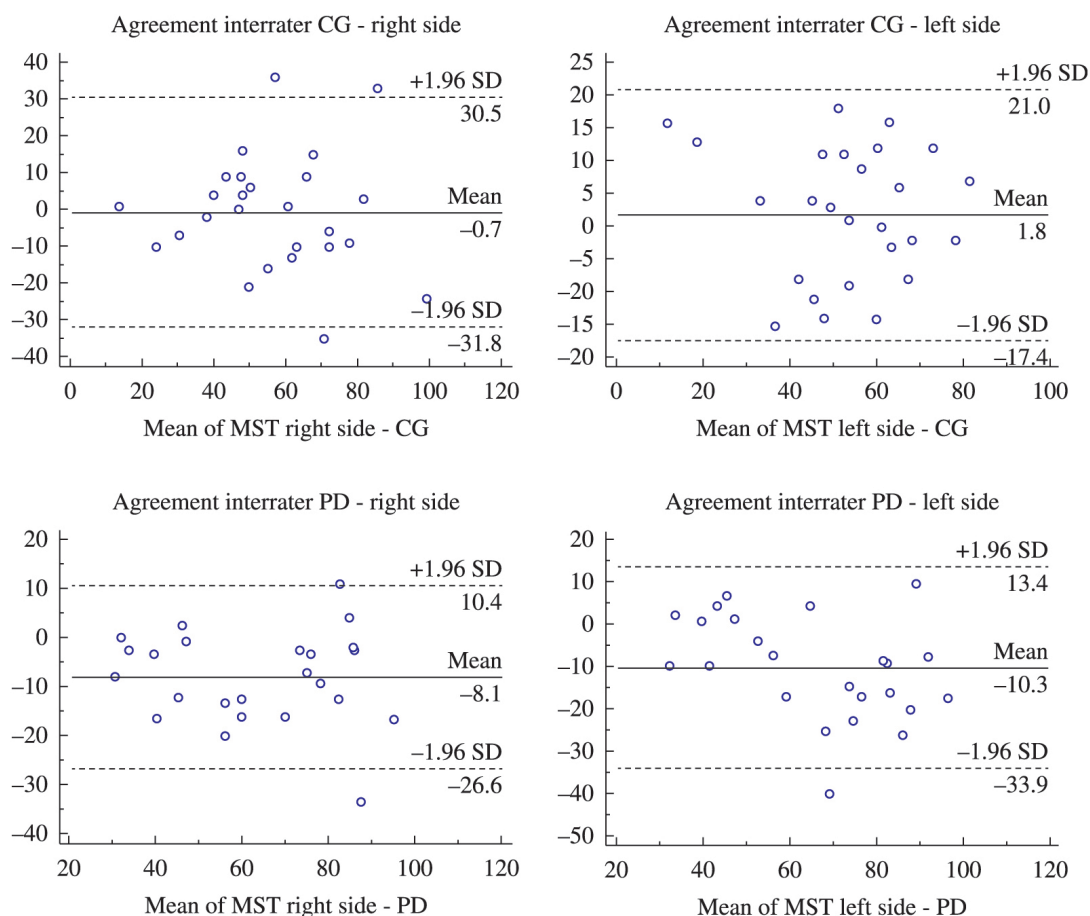 Agreement interrater CG - right side
40
30
20
10
0
–10
–20
–30
–40
+1.96 SD
30.5
Mean
–0.7
–1.96 SD
–31.8
0 20 40 60 80 100 120
Mean of MST right side - CG
Agreement interrater CG - left side
25
20
15
10
5
0
–5
–10
–15
–20
+1.96 SD
21.0
Mean
1.8
–1.96 SD
–17.4
0 20 40 60 80 100
Mean of MST left side - CG
Agreement interrater PD - right side
20
10
0
–10
–20
–30
–40
+1.96 SD
10.4
Mean
–8.1
–1.96 SD
–26.6
20 40 60 80 100 120
Mean of MST right side - PD
Agreement interrater PD - left side
20
10
0
–10
–20
–30
–40
–50
+1.96 SD
13.4
Mean
–10.3
–1.96 SD
–33.9
20 40 60 80 100 120
Mean of MST left side - PD